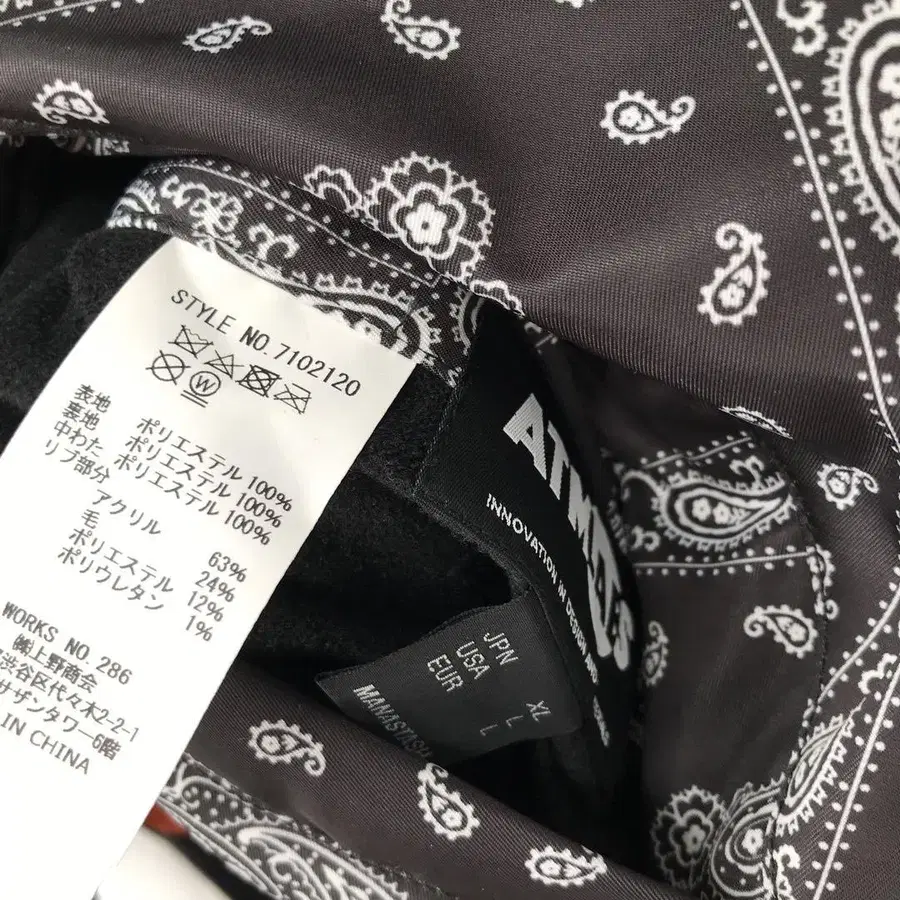 STYLE NO.7102120
W
表地 ポリエステル 100%
裏地 ポリエステル 100%
中わた ポリエステル 100%
リブ部分
アクリル 63%
毛 24%
ポリエステル 12%
ポリウレタン 1%
WORKS NO. 286
㈱上野商会
渋谷区代々木2-2-1
サザンタワー6階
IN CHINA
ATMTS
INNOVATION IN DESIGN AND
JPN XL
USA L
EUR L
MANASTASH